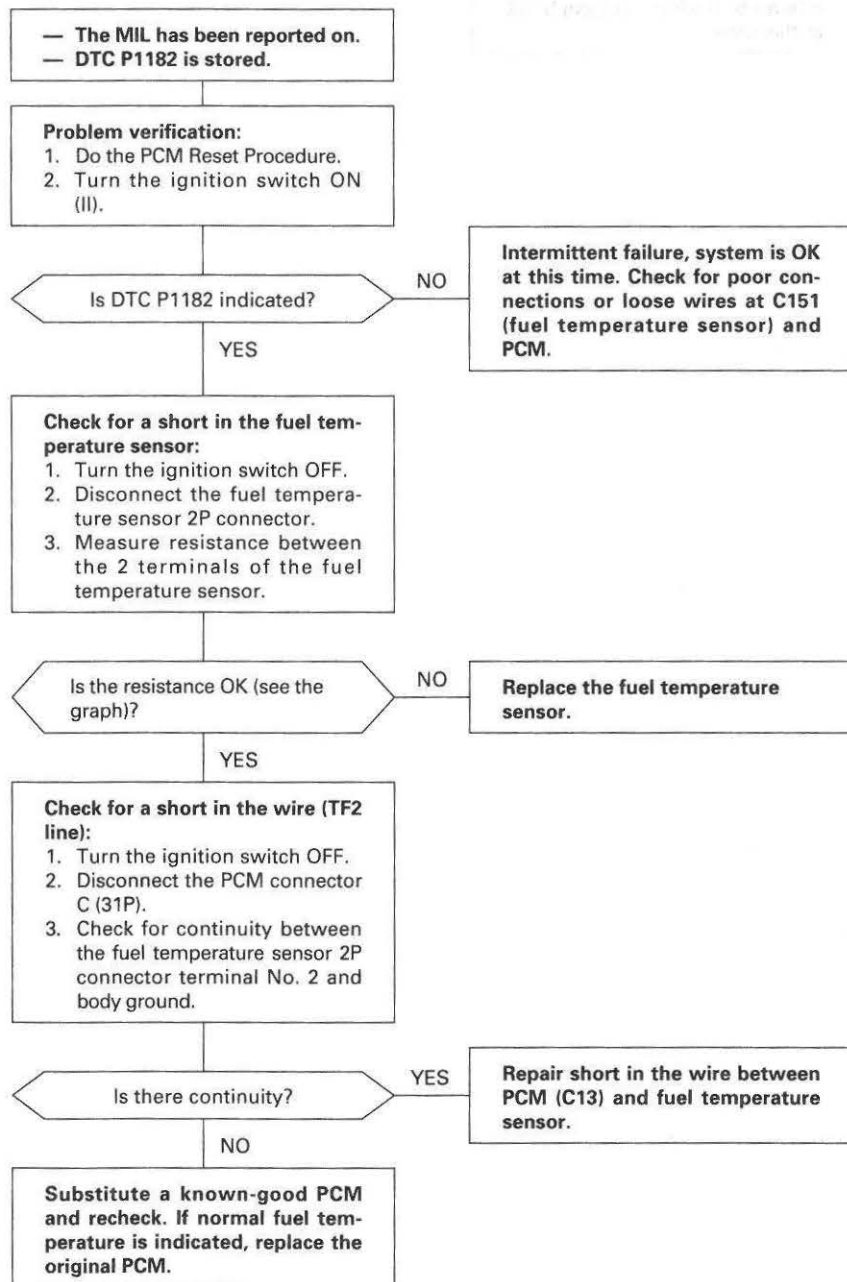 — The MIL has been reported on.
— DTC P1182 is stored.
Problem verification:
1. Do the PCM Reset Procedure.
2. Turn the ignition switch ON
(II).
Is DTC P1182 indicated?
NO
Intermittent failure, system is OK
at this time. Check for poor con-
nections or loose wires at C151
(fuel temperature sensor) and
PCM.
YES
Check for a short in the fuel tem-
perature sensor:
1. Turn the ignition switch OFF.
2. Disconnect the fuel tempera-
ture sensor 2P connector.
3. Measure resistance between
the 2 terminals of the fuel
temperature sensor.
Is the resistance OK (see the
graph)?
NO
Replace the fuel temperature
sensor.
YES
Check for a short in the wire (TF2
line):
1. Turn the ignition switch OFF.
2. Disconnect the PCM connector
C (31P).
3. Check for continuity between
the fuel temperature sensor 2P
connector terminal No. 2 and
body ground.
Is there continuity?
YES
Repair short in the wire between
PCM (C13) and fuel temperature
sensor.
NO
Substitute a known-good PCM
and recheck. If normal fuel tem-
perature is indicated, replace the
original PCM.